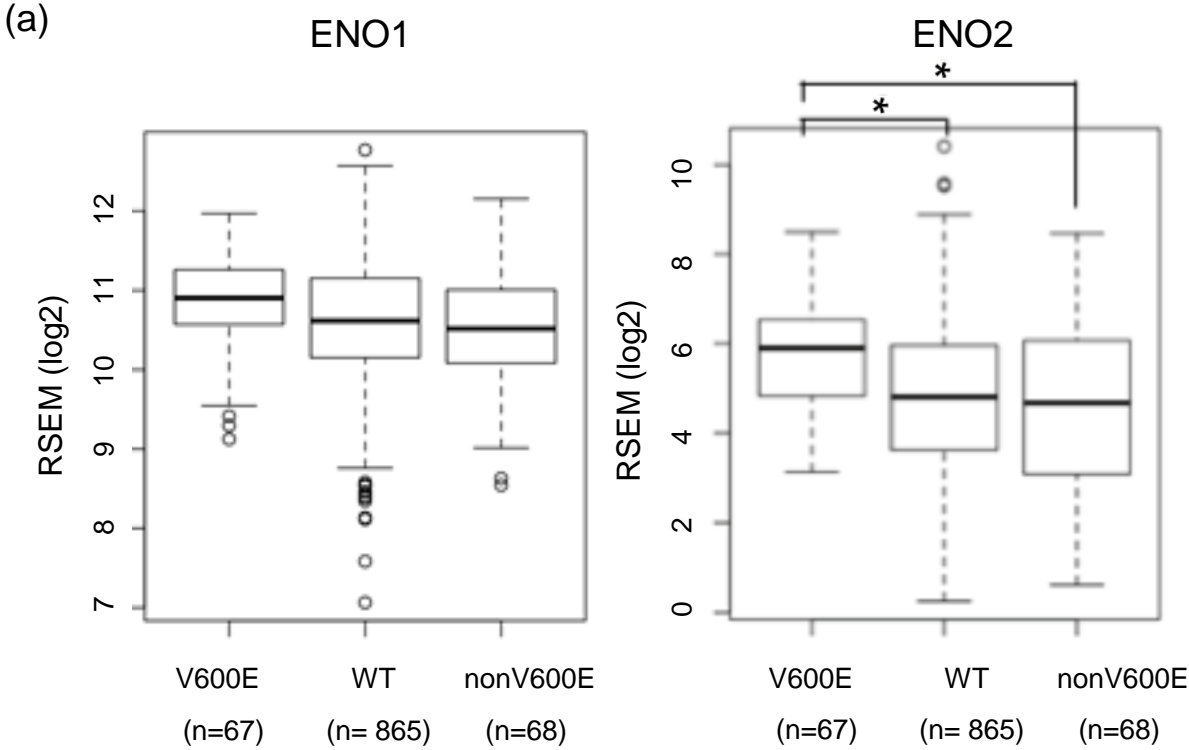 (a)
ENO1
RSEM (log2)
12
11
10
9
8
7
V600E WT nonV600E
(n=67) (n= 865) (n=68)
ENO2
*
*
RSEM (log2)
10
8
6
4
2
0
V600E WT nonV600E
(n=67) (n= 865) (n=68)